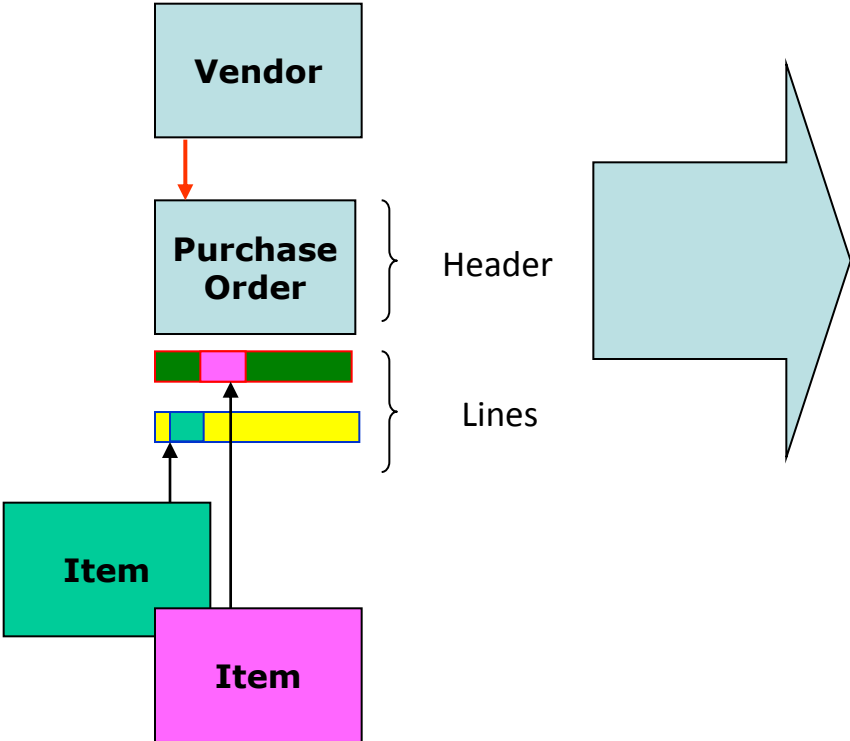 Vendor
Purchase
Order
Header
Lines
Item
Item